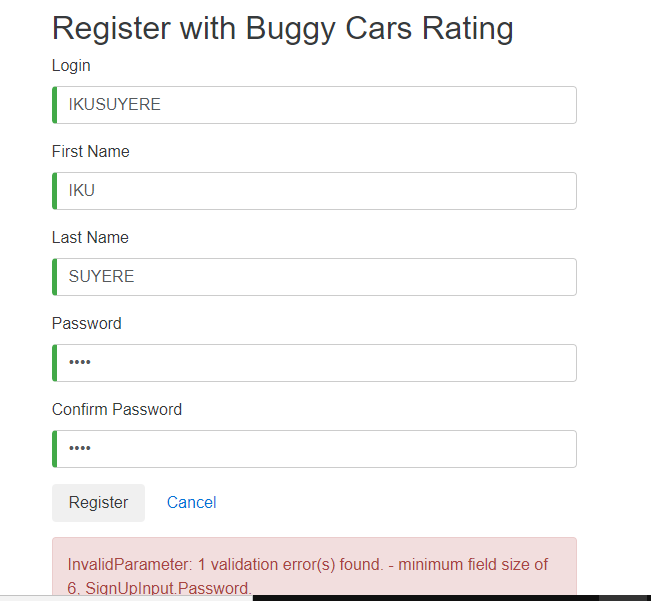 Register with Buggy Cars Rating
Login
IKUSUYERE
First Name
IKU
Last Name
SUYERE
Password
••••
Confirm Password
••••
Register Cancel
InvalidParameter: 1 validation error(s) found. - minimum field size of
6, SignUpInput.Password.